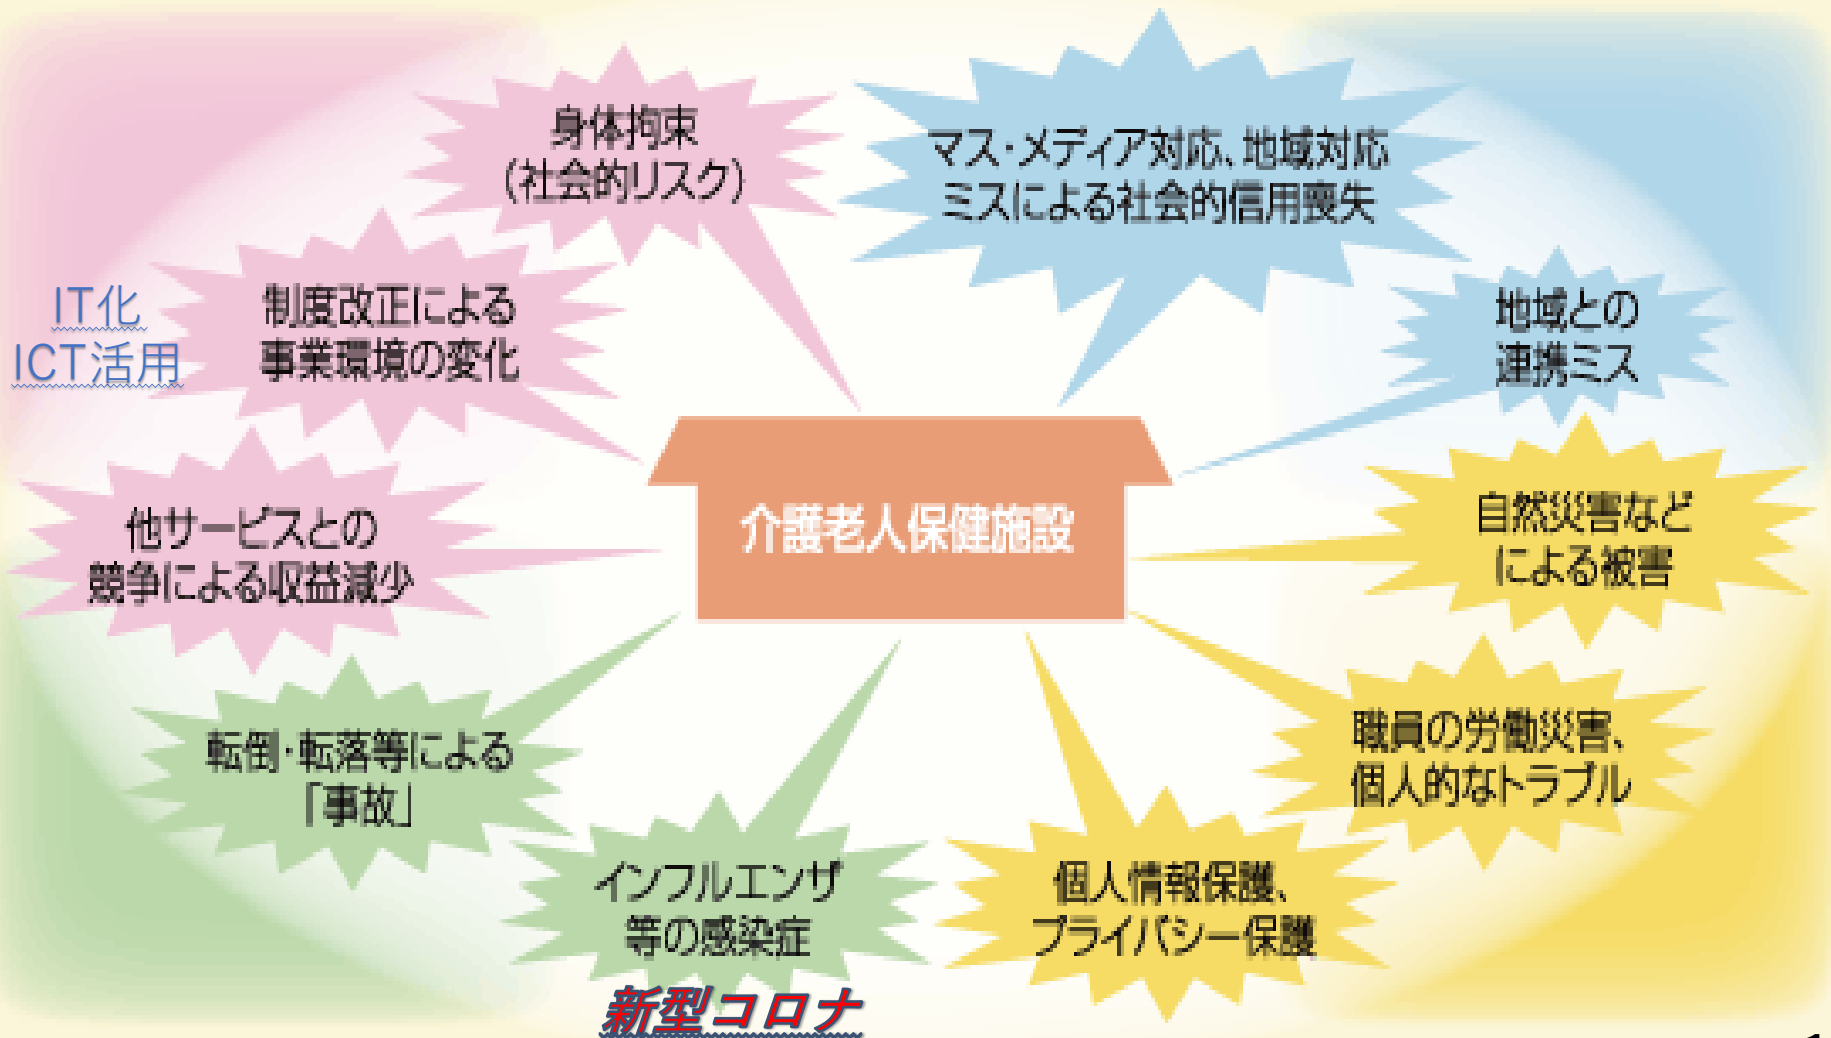 身体拘束
（社会的リスク）
マス・メディア対応、地域対応
ミスによる社会的信用喪失
IT化
ICT活用
制度改正による
事業環境の変化
地域との
連携ミス
他サービスとの
競争による収益減少
介護老人保健施設
自然災害など
による被害
転倒・転落等による
「事故」
職員の労働災害、
個人的なトラブル
インフルエンザ
等の感染症
新型コロナ
個人情報保護、
プライバシー保護